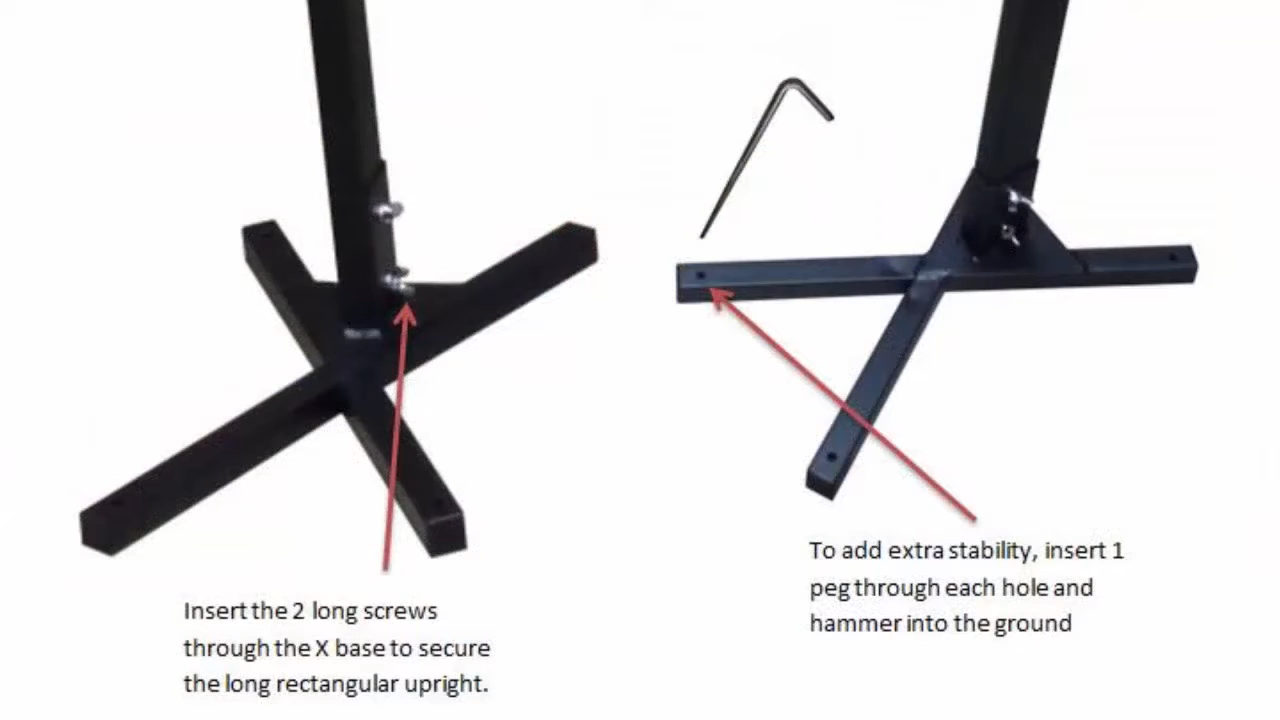 Insert the 2 long screws
through the X base to secure
the long rectangular upright.
To add extra stability, insert 1
peg through each hole and
hammer into the ground